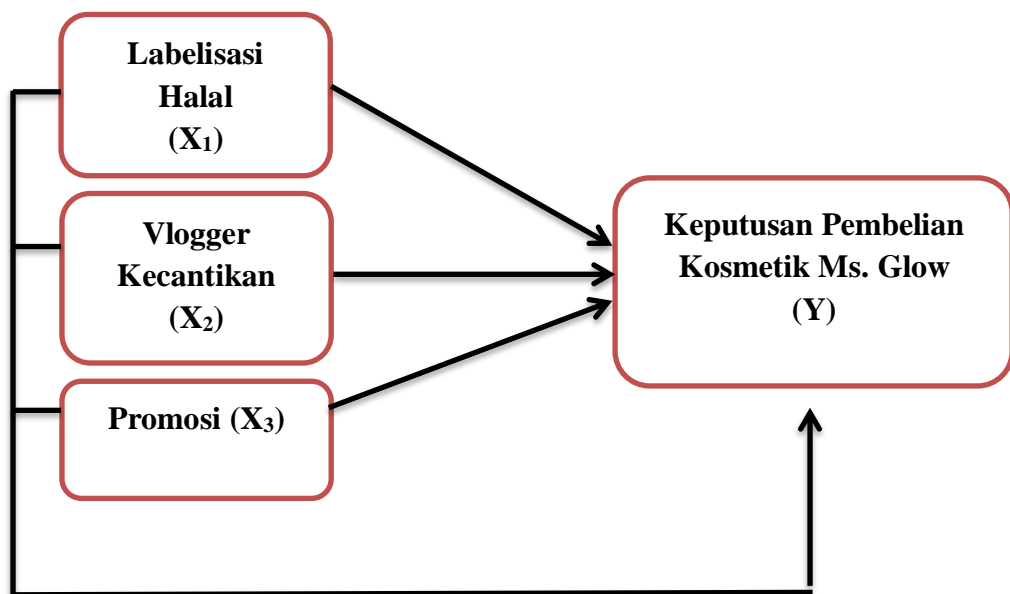 Labelisasi
Halal
(X₁)
Vlogger
Kecantikan
(X₂)
Promosi (X₃)
Keputusan Pembelian
Kosmetik Ms. Glow
(Y)